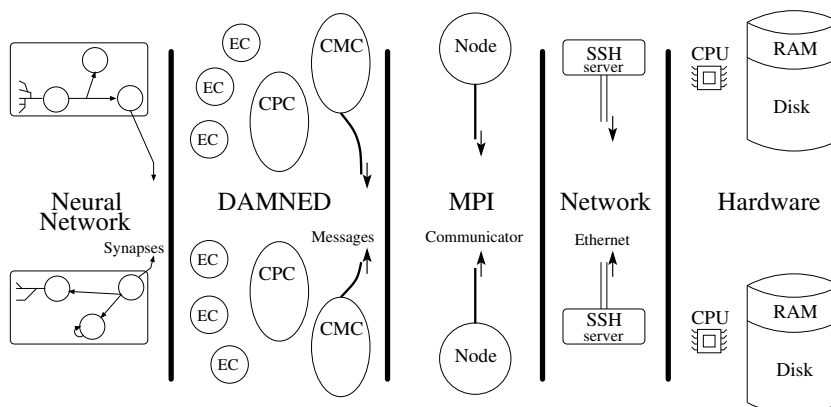 EC
EC
EC
CPC
CMC
Node
SSH
server
CPU
RAM
Disk
Neural
Network
Synapses
DAMNED
Messages
MPI
Communicator
Network
Ethernet
Hardware
EC
EC
EC
CPC
CMC
Node
SSH
server
CPU
RAM
Disk